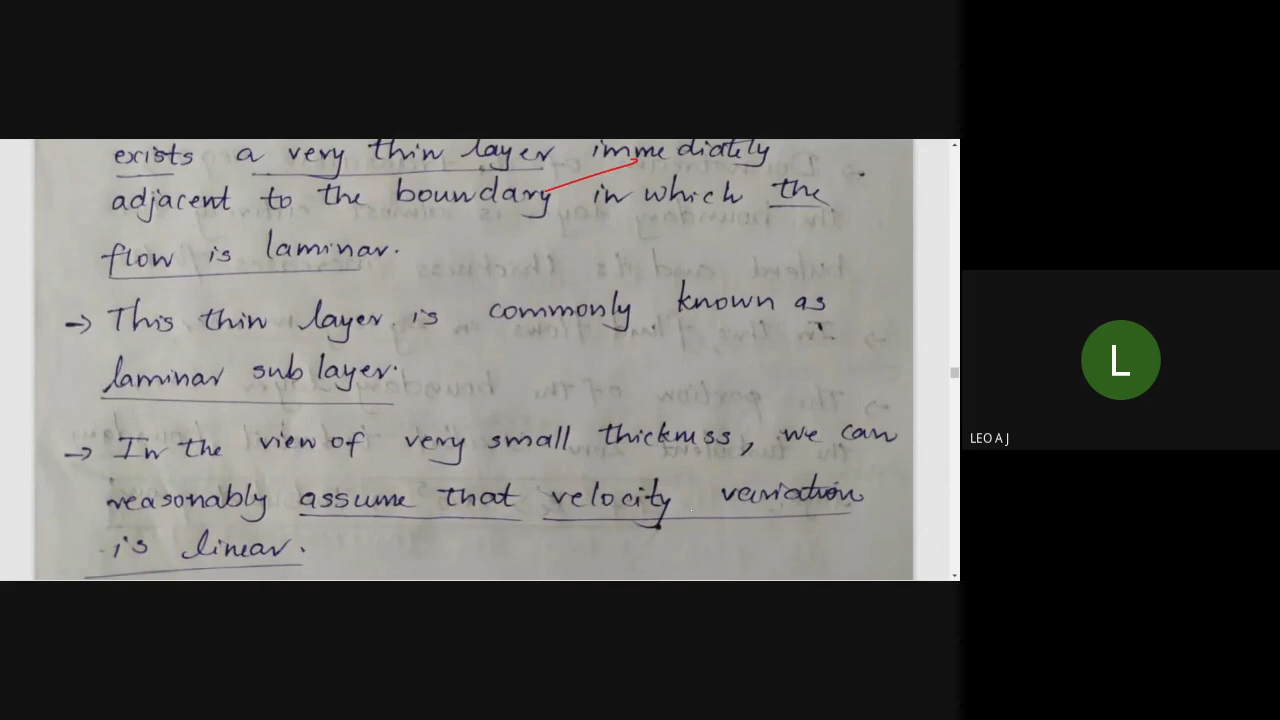 exists a very thin layer immediately
adjacent to the boundary in which the
flow is laminar.
→ This thin layer is commonly known as
laminar sub layer.
→ In the view of very small thickness, we can
reasonably assume that velocity variation
is linear.
L
LEO A J